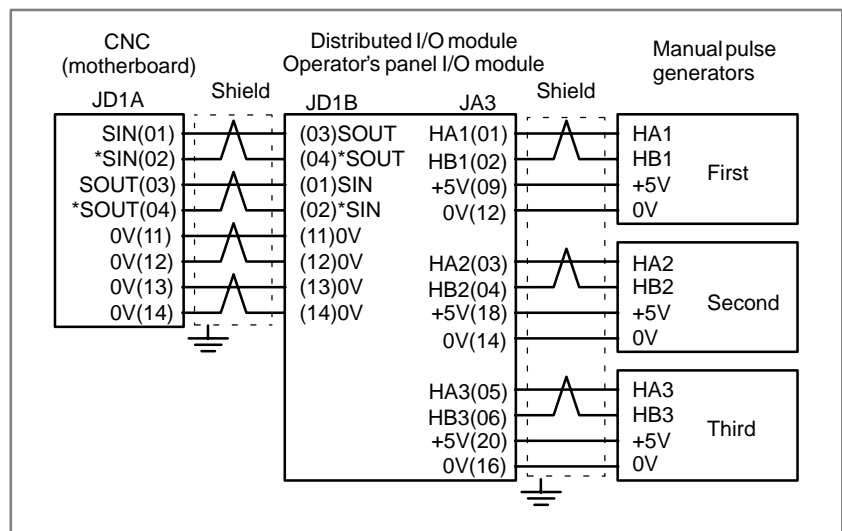 CNC
(motherboard)
JD1A
Shield
SIN(01)
*SIN(02)
SOUT(03)
*SOUT(04)
0V(11)
0V(12)
0V(13)
0V(14)
Distributed I/O module
Operator's panel I/O module
JD1B
JA3
(03)SOUT
(04)*SOUT
(01)SIN
(02)*SIN
(11)0V
(12)0V
(13)0V
(14)0V
HA1(01)
HB1(02)
+5V(09)
0V(12)
HA2(03)
HB2(04)
+5V(18)
0V(14)
HA3(05)
HB3(06)
+5V(20)
0V(16)
Shield
Manual pulse
generators
HA1
HB1
+5V
0V
First
HA2
HB2
+5V
0V
Second
HA3
HB3
+5V
0V
Third